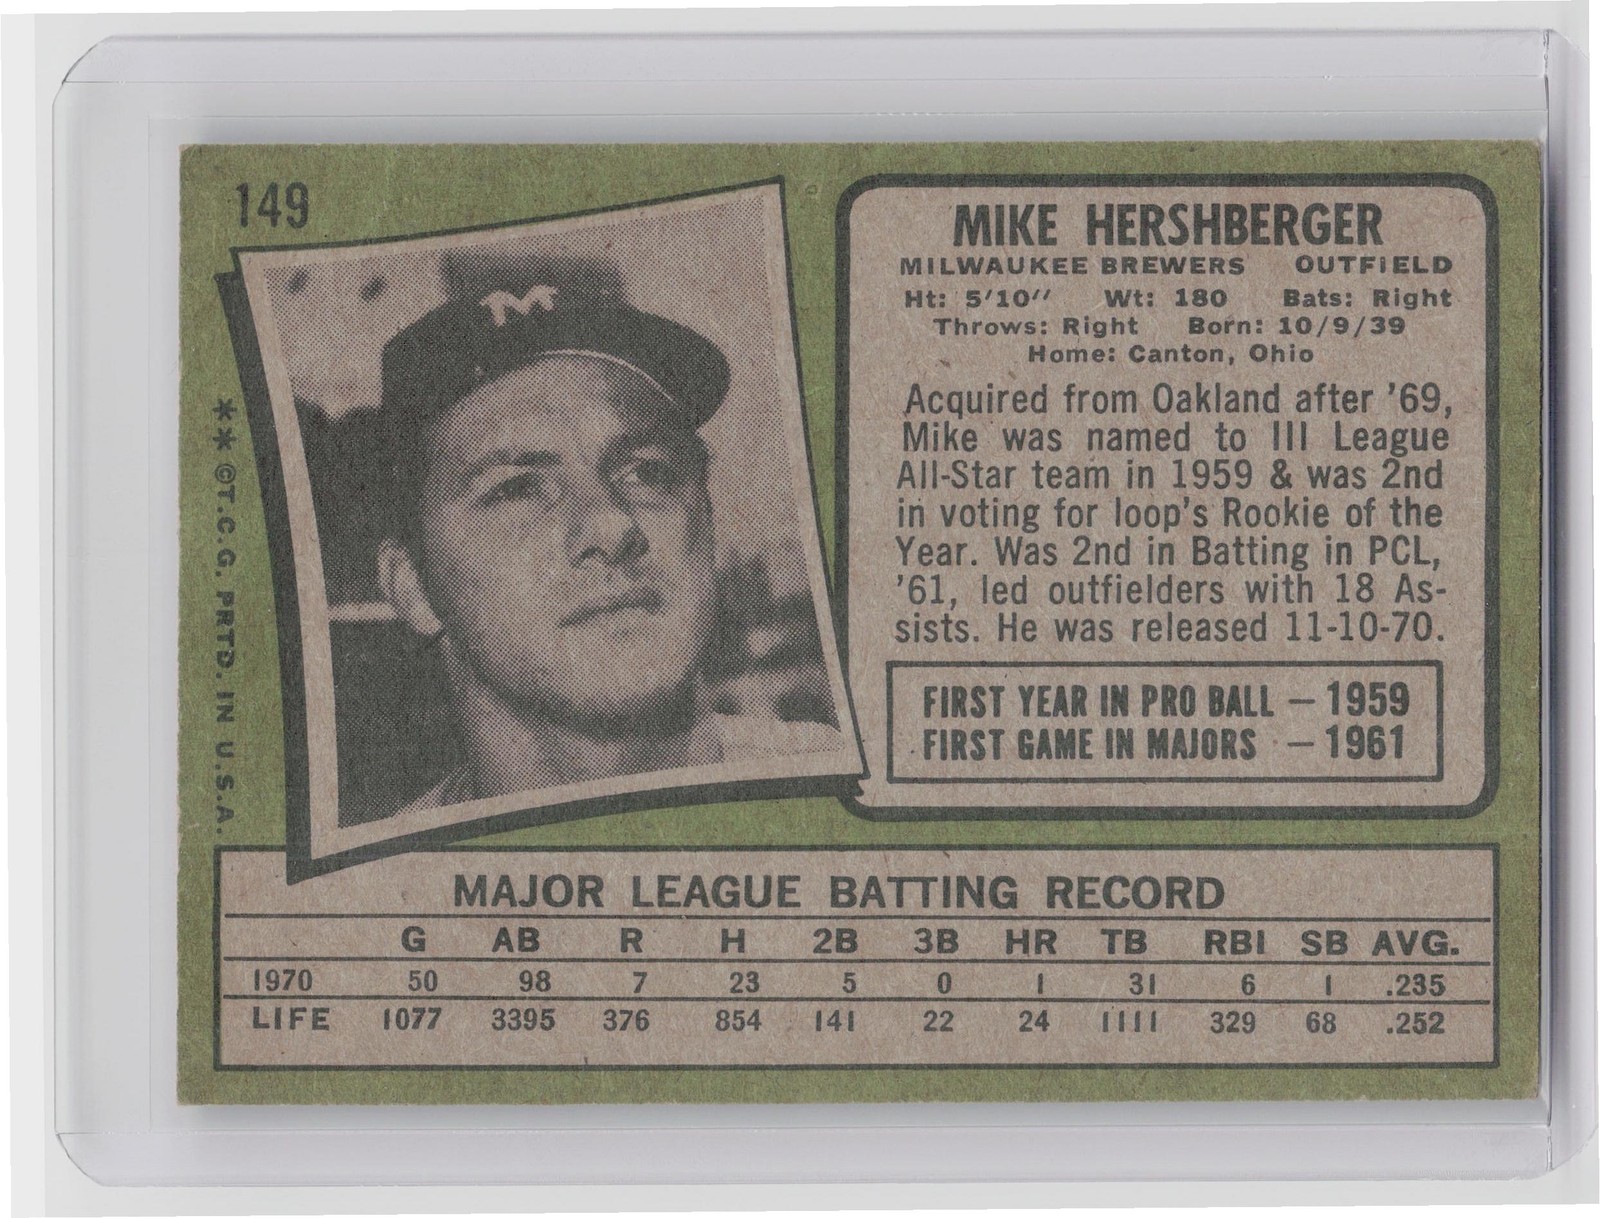 149
MIKE HERSHBERGER
MILWAUKEE BREWERS OUTFIELD
Ht: 5'10'' Wt: 180 Bats: Right
Throws: Right Born: 10/9/39
Home: Canton, Ohio
Acquired from Oakland after '69,
Mike was named to III League
All-Star team in 1959 & was 2nd
in voting for loop's Rookie of the
Year. Was 2nd in Batting in PCL,
'61, led outfielders with 18 As-
sists. He was released 11-10-70.
FIRST YEAR IN PRO BALL – 1959
FIRST GAME IN MAJORS – 1961
M
** ©T.C.G. PRTD. IN U.S.A.
MAJOR LEAGUE BATTING RECORD
G AB R H 2B 3B HR TB RBI SB AVG.
1970 50 98 7 23 5 0 1 31 6 1 .235
LIFE 1077 3395 376 854 141 22 24 1111 329 68 .252